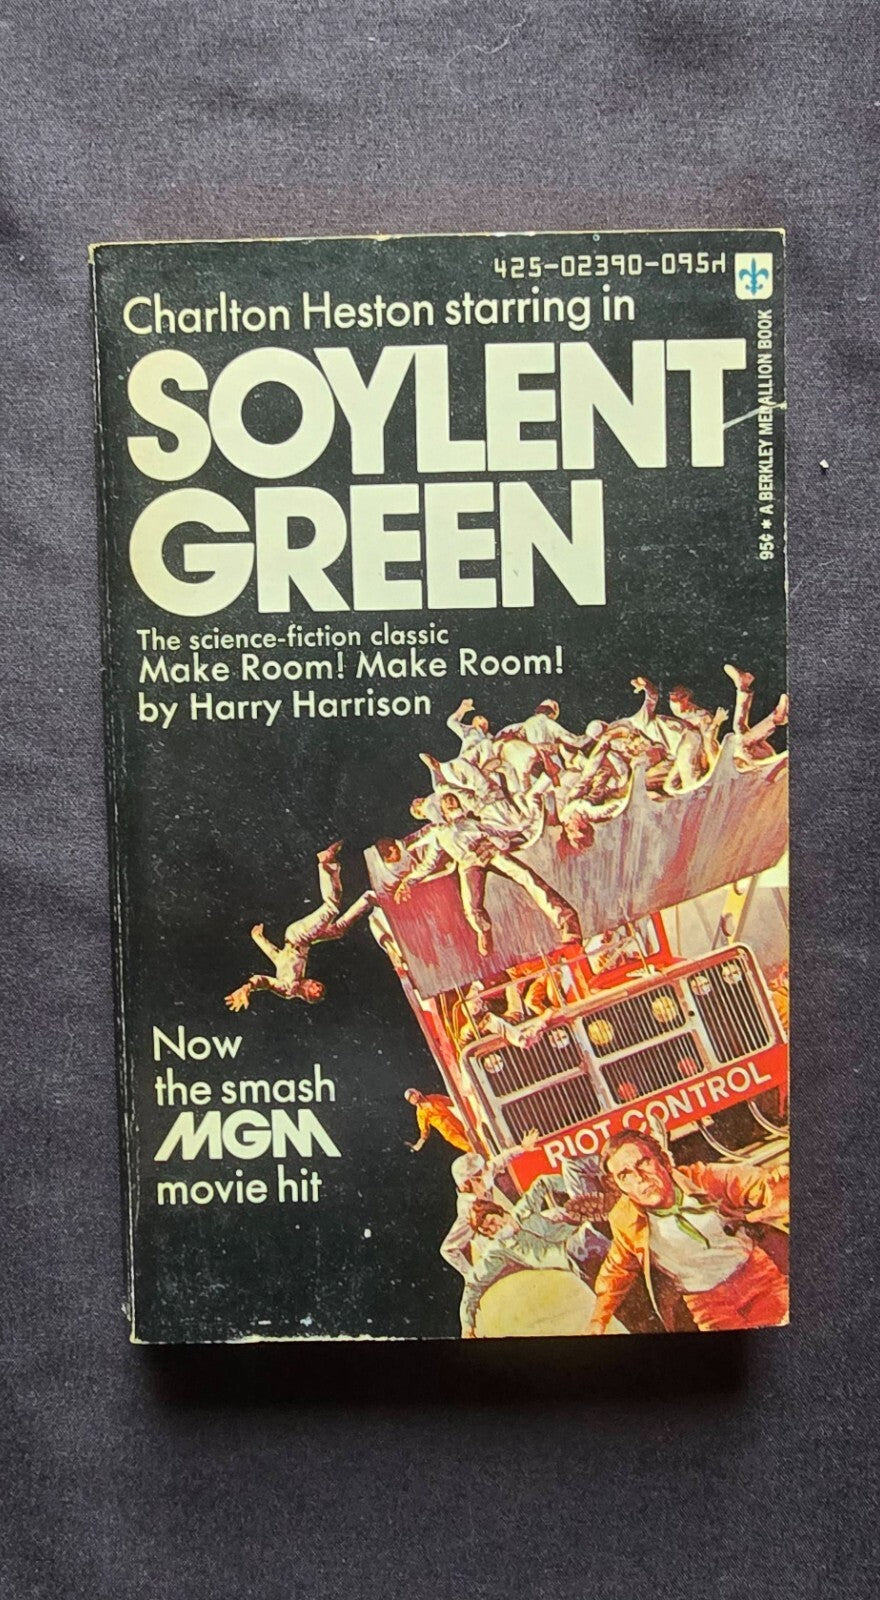 425-02390-095
Charlton Heston starring in
SOYLENT
GREEN
95¢ * A BERKLEY MEDALLION BOOK
The science-fiction classic
Make Room! Make Room!
by Harry Harrison
Now
the smash
MGM
movie hit
RIOT CONTROL